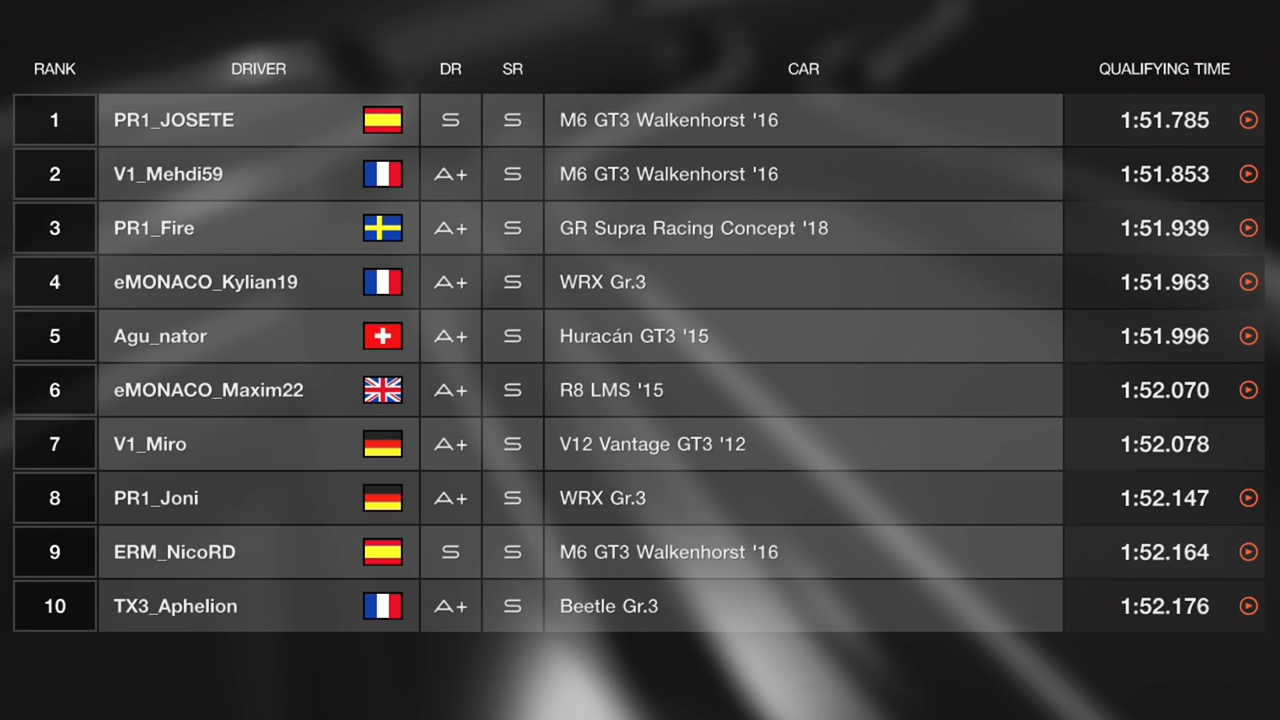 RANK DRIVER DR SR CAR QUALIFYING TIME
1 PR1_JOSETE S S M6 GT3 Walkenhorst '16 1:51.785
2 V1_Mehdi59 A+ S M6 GT3 Walkenhorst '16 1:51.853
3 PR1_Fire A+ S GR Supra Racing Concept '18 1:51.939
4 eMONACO_Kylian19 A+ S WRX Gr.3 1:51.963
5 Agu_nator A+ S Huracán GT3 '15 1:51.996
6 eMONACO_Maxim22 A+ S R8 LMS '15 1:52.070
7 V1_Miro A+ S V12 Vantage GT3 '12 1:52.078
8 PR1_Joni A+ S WRX Gr.3 1:52.147
9 ERM_NicoRD S S M6 GT3 Walkenhorst '16 1:52.164
10 TX3_Aphelion A+ S Beetle Gr.3 1:52.176